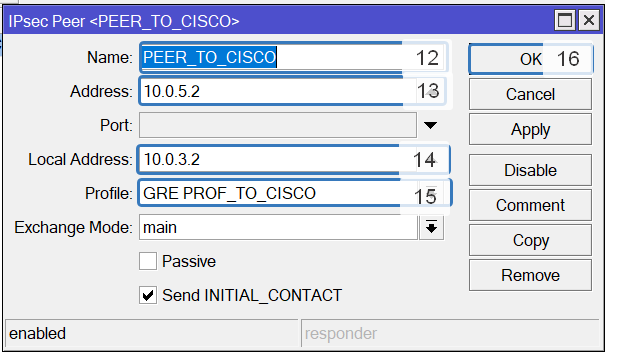 IPsec Peer <PEER_TO_CISCO>
Name: PEER_TO_CISCO 12
OK 16
Address: 10.0.5.2 13
Cancel
Port:
Apply
Local Address: 10.0.3.2 14
Disable
Profile: GRE PROF_TO_CISCO 15
Comment
Exchange Mode: main
Copy
Passive
Remove
Send INITIAL_CONTACT
enabled responder